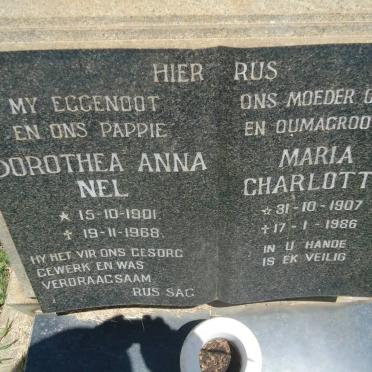 HIER RUS
MY EGGENOOT
EN ONS PAPPIE
DOROTHEA ANNA
NEL
* 15-10-1901.
✝ 19-11-1968.
HY HET VIR ONS GESORG
GEWERK EN WAS
VERDRAAGSAAM
RUS SAG
ONS MOEDER
EN OUMAGROO
MARIA
CHARLOTT
☆ 31-10-1907
✝ 17-1-1986
IN U HANDE
IS EK VEILIG